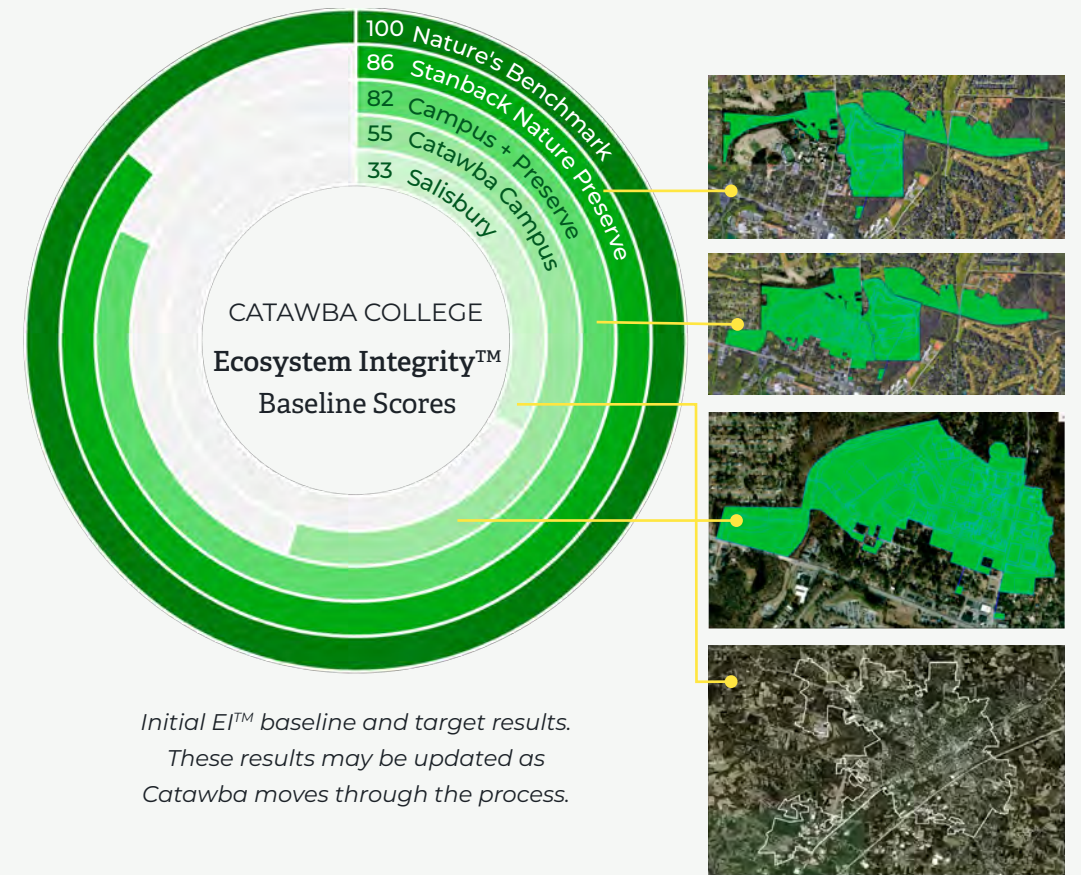 100 Nature's Benchmark
86 Stanback Nature Preserve
82 Campus + Preserve
55 Catawba Campus
33 Salisbury
CATAWBA COLLEGE
Ecosystem Integrity™
Baseline Scores
Initial EI™ baseline and target results.
These results may be updated as
Catawba moves through the process.